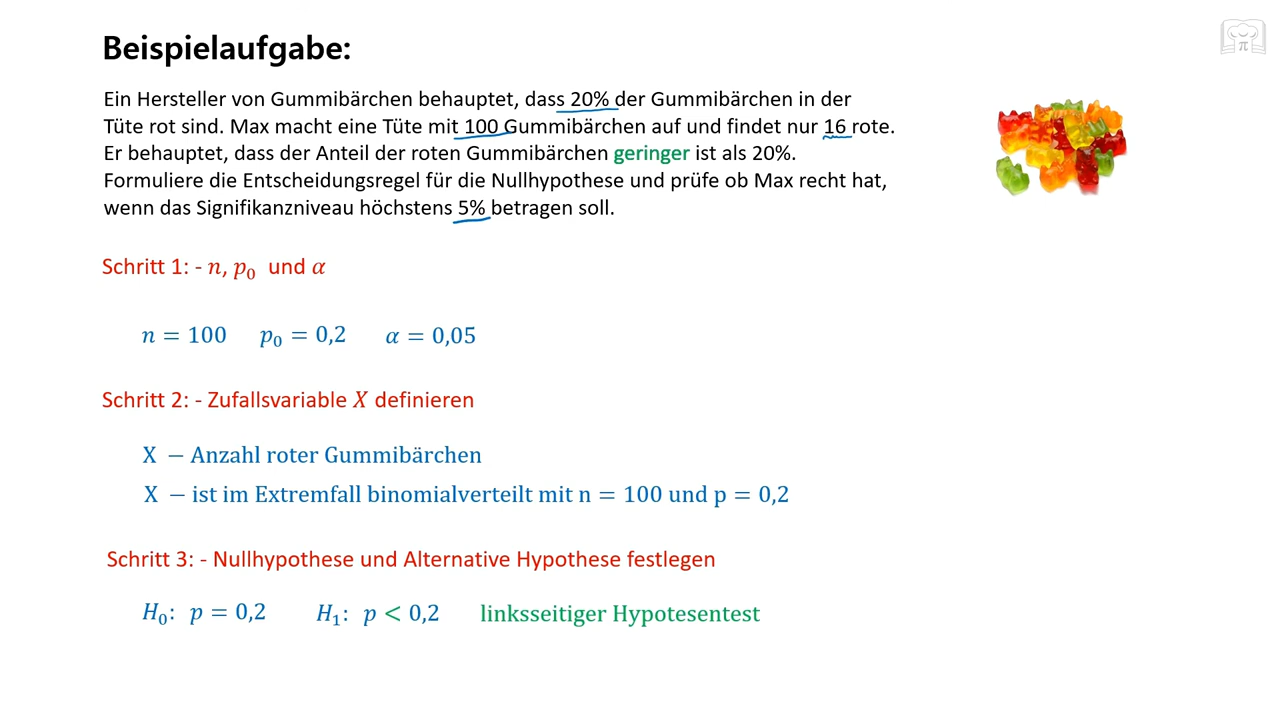 Beispielaufgabe:
Ein Hersteller von Gummibärchen behauptet, dass 20% der Gummibärchen in der
Tüte rot sind. Max macht eine Tüte mit 100 Gummibärchen auf und findet nur 16 rote.
Er behauptet, dass der Anteil der roten Gummibärchen geringer ist als 20%.
Formuliere die Entscheidungsregel für die Nullhypothese und prüfe ob Max recht hat,
wenn das Signifikanzniveau höchstens 5% betragen soll.
Schritt 1: - n, p₀ und α
n = 100 p₀ = 0,2 α = 0,05
Schritt 2: - Zufallsvariable X definieren
X – Anzahl roter Gummibärchen
X – ist im Extremfall binomialverteilt mit n = 100 und p = 0,2
Schritt 3: - Nullhypothese und Alternative Hypothese festlegen
H₀: p = 0,2 H₁: p < 0,2 linksseitiger Hypotesentest
π